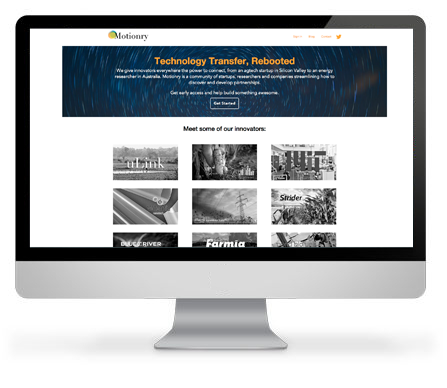 Motionry
Sign In Blog Contact
Technology Transfer, Rebooted
We give innovators everywhere the power to connect, from an agtech startup in Silicon Valley to an energy
researcher in Australia. Motionry is a community of startups, researchers and companies streamlining how to
discover and develop partnerships.
Get early access and help build something awesome.
Get Started
Meet some of our innovators:
uLink
Strider
BLUE RIVER
Farmia